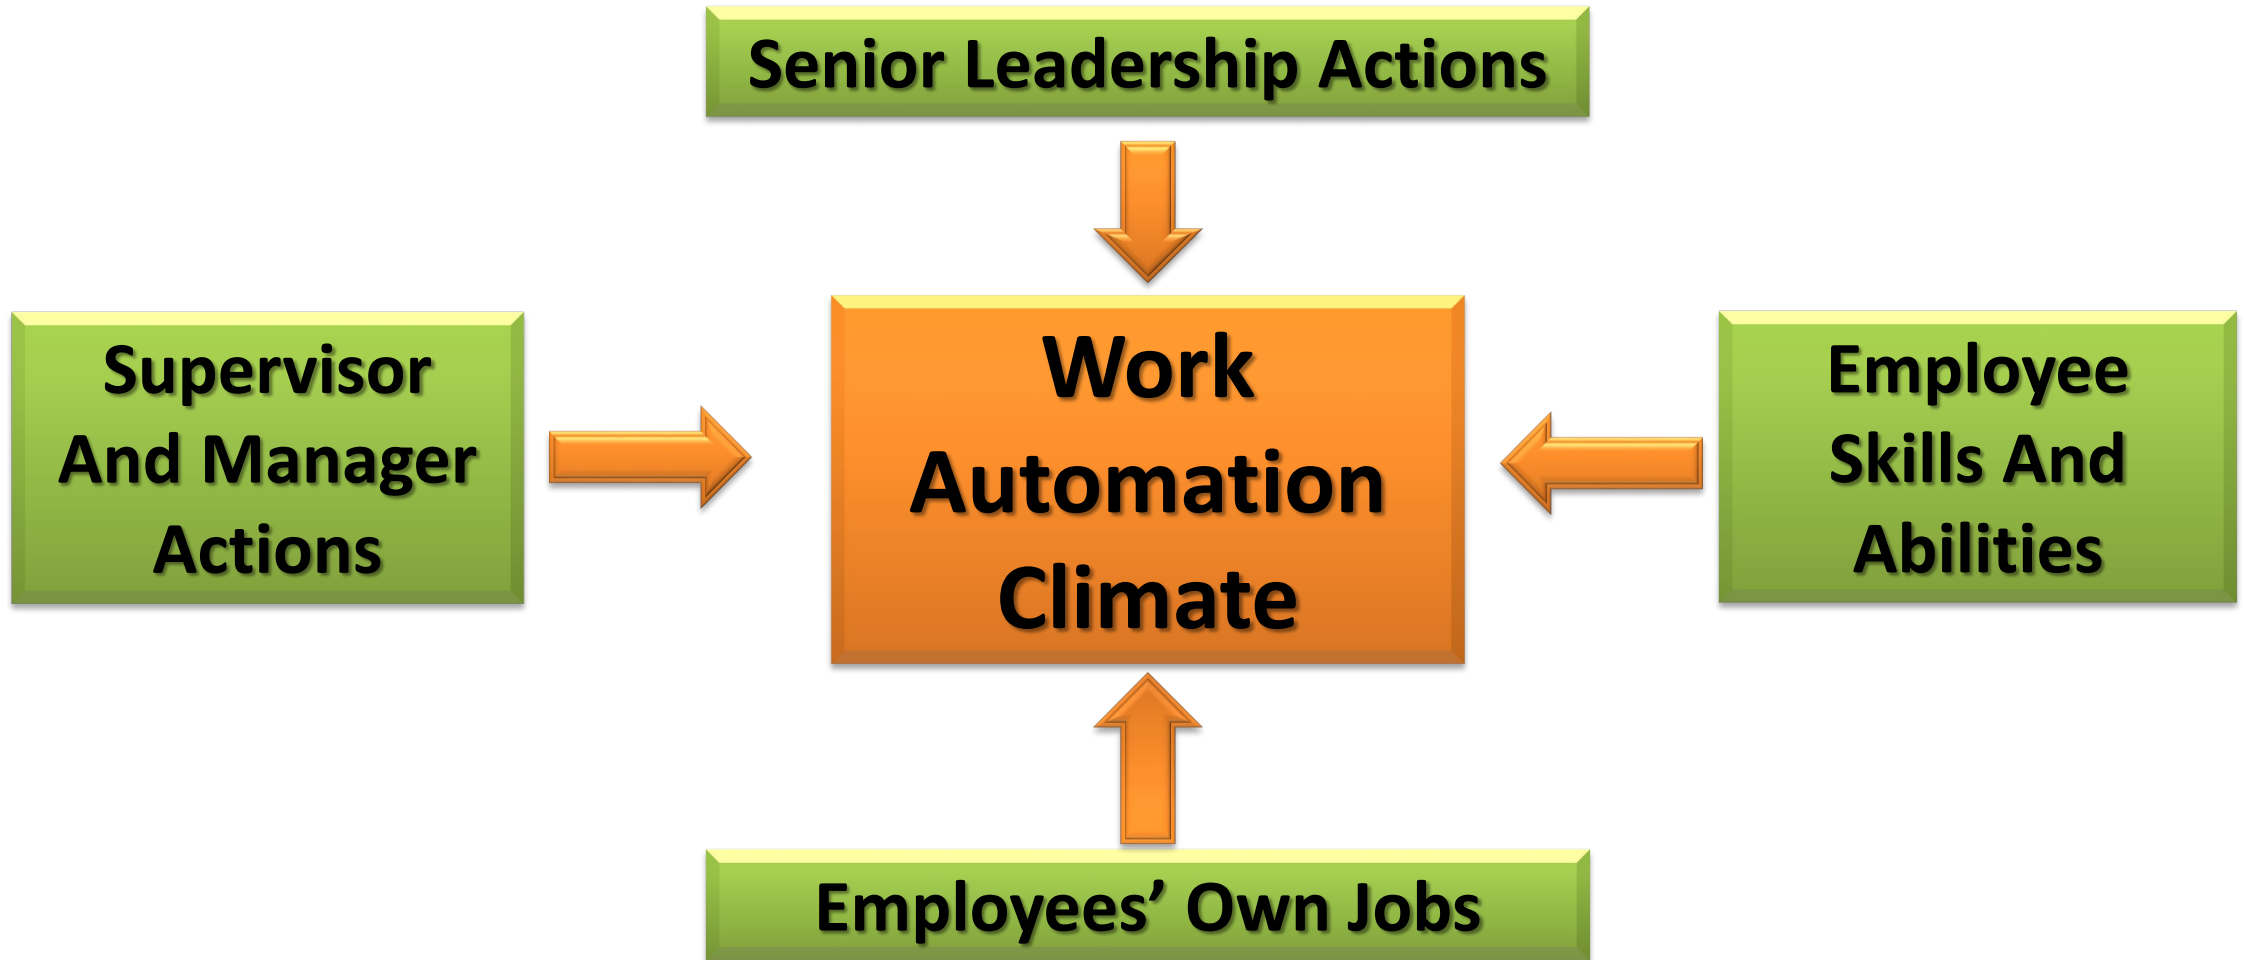 Senior Leadership Actions
Supervisor
And Manager
Actions
Work
Automation
Climate
Employee
Skills And
Abilities
Employees’ Own Jobs